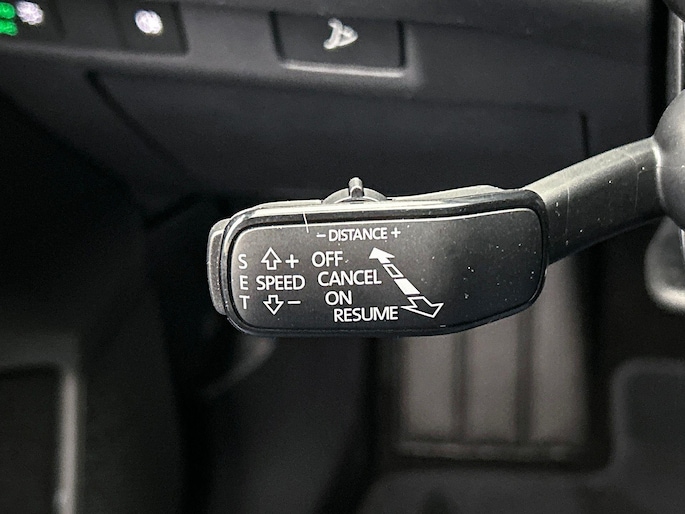 − DISTANCE +
S + OFF
E SPEED CANCEL
T − ON
RESUME